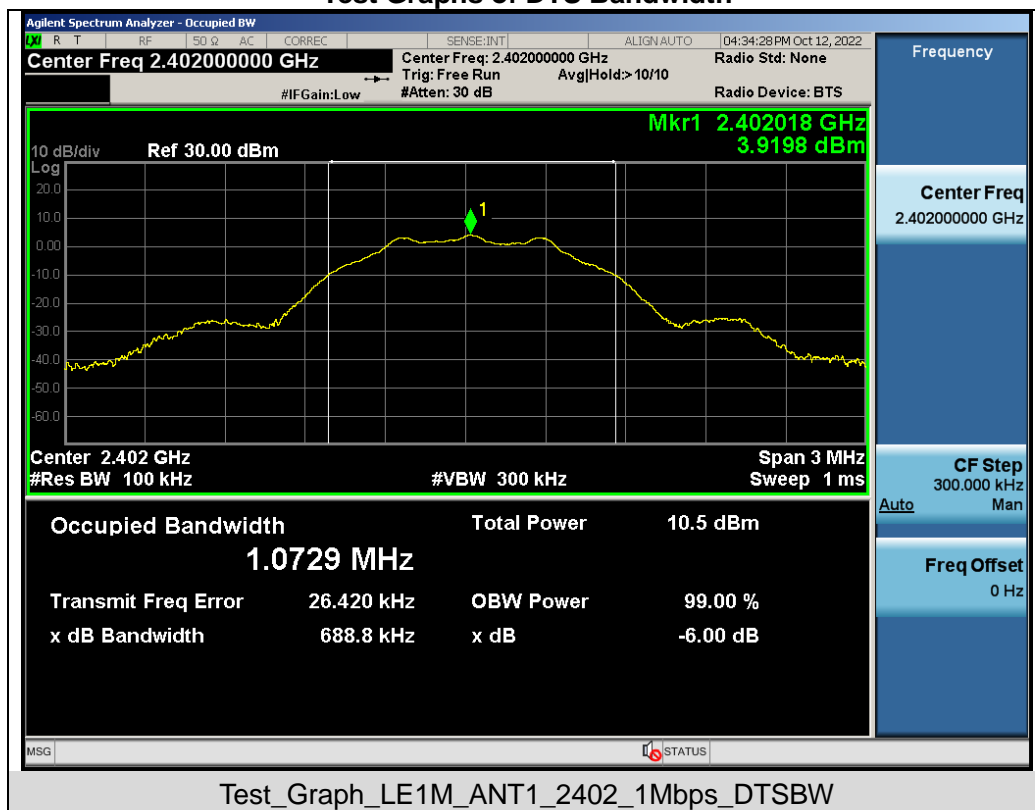 Test Graphs of DTS Bandwidth
Agilent Spectrum Analyzer - Occupied BW
LXI R T RF 50 Ω AC CORREC SENSE:INT ALIGN AUTO 04:34:28 PM Oct 12, 2022
Center Freq 2.402000000 GHz
Center Freq: 2.402000000 GHz
Radio Std: None
Trig: Free Run Avg|Hold:> 10/10
#IFGain:Low #Atten: 30 dB Radio Device: BTS
Frequency
Mkr1 2.402018 GHz
3.9198 dBm
10 dB/div Ref 30.00 dBm
Log
20.0
10.0
0.00
-10.0
-20.0
-30.0
-40.0
-50.0
-60.0
1
Center 2.402 GHz Span 3 MHz
#Res BW 100 kHz #VBW 300 kHz Sweep 1 ms
Center Freq
2.402000000 GHz
CF Step
300.000 kHz
Auto Man
Freq Offset
0 Hz
Occupied Bandwidth Total Power 10.5 dBm
1.0729 MHz
Transmit Freq Error 26.420 kHz OBW Power 99.00 %
x dB Bandwidth 688.8 kHz x dB -6.00 dB
MSG STATUS
Test_Graph_LE1M_ANT1_2402_1Mbps_DTSBW